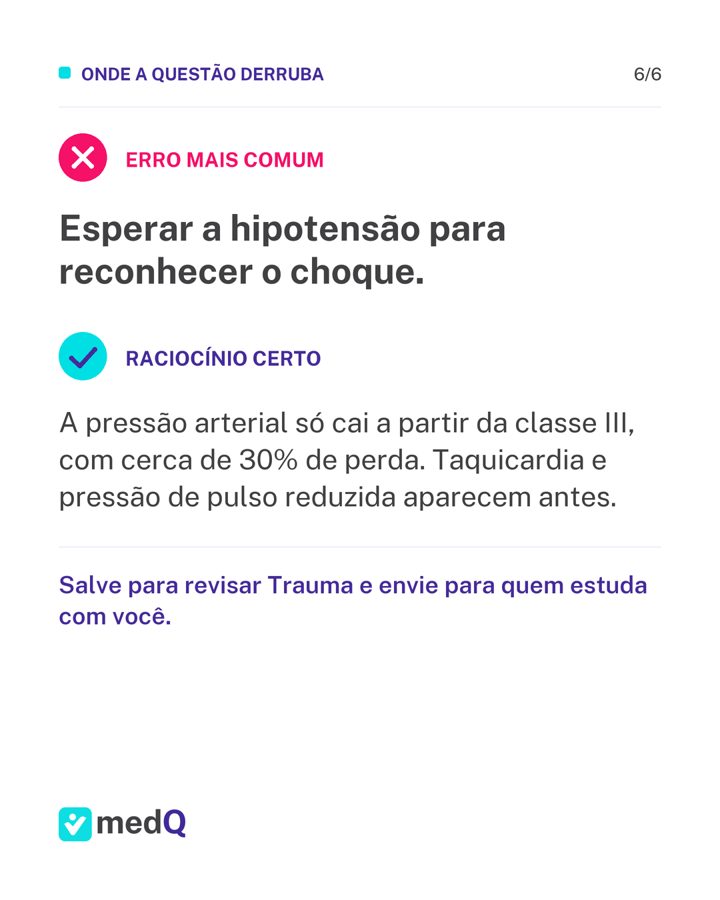 ONDE A QUESTÃO DERRUBA
6/6
ERRO MAIS COMUM
Esperar a hipotensão para
reconhecer o choque.
RACIOCÍNIO CERTO
A pressão arterial só cai a partir da classe III,
com cerca de 30% de perda. Taquicardia e
pressão de pulso reduzida aparecem antes.
Salve para revisar Trauma e envie para quem estuda
com você.
medQ